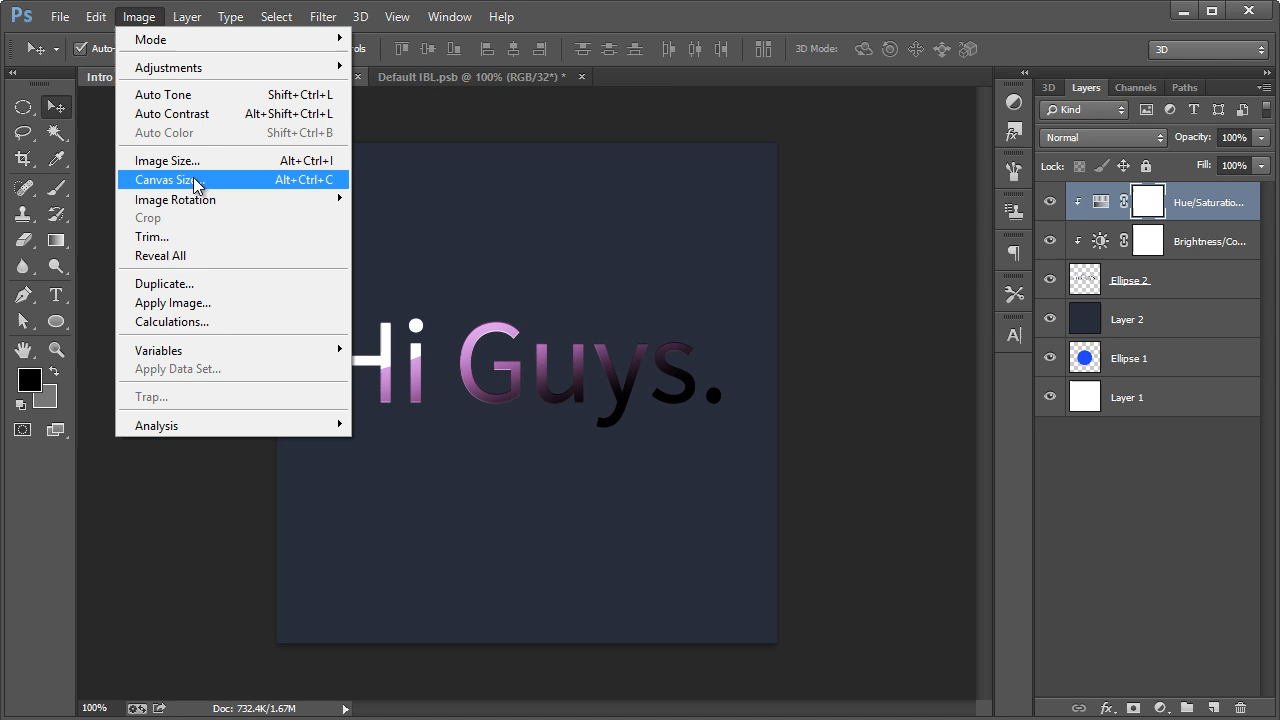 Ps File Edit Image Layer Type Select Filter 3D View Window Help
Auto-
3D Mode:
3D
Intro
Default IBL.psb @ 100% (RGB/32*) *
Mode
Adjustments
Auto Tone Shift+Ctrl+L
Auto Contrast Alt+Shift+Ctrl+L
Auto Color Shift+Ctrl+B
Image Size... Alt+Ctrl+I
Canvas Size... Alt+Ctrl+C
Image Rotation
Crop
Trim...
Reveal All
Duplicate...
Apply Image...
Calculations...
Variables
Apply Data Set...
Trap...
Analysis
Hi Guys.
3D Layers Channels Paths
Kind
Normal Opacity: 100%
Lock: Fill: 100%
Hue/Saturatio...
Brightness/Co...
Ellipse 2
Layer 2
Ellipse 1
Layer 1
100% Doc: 732.4K/1.67M